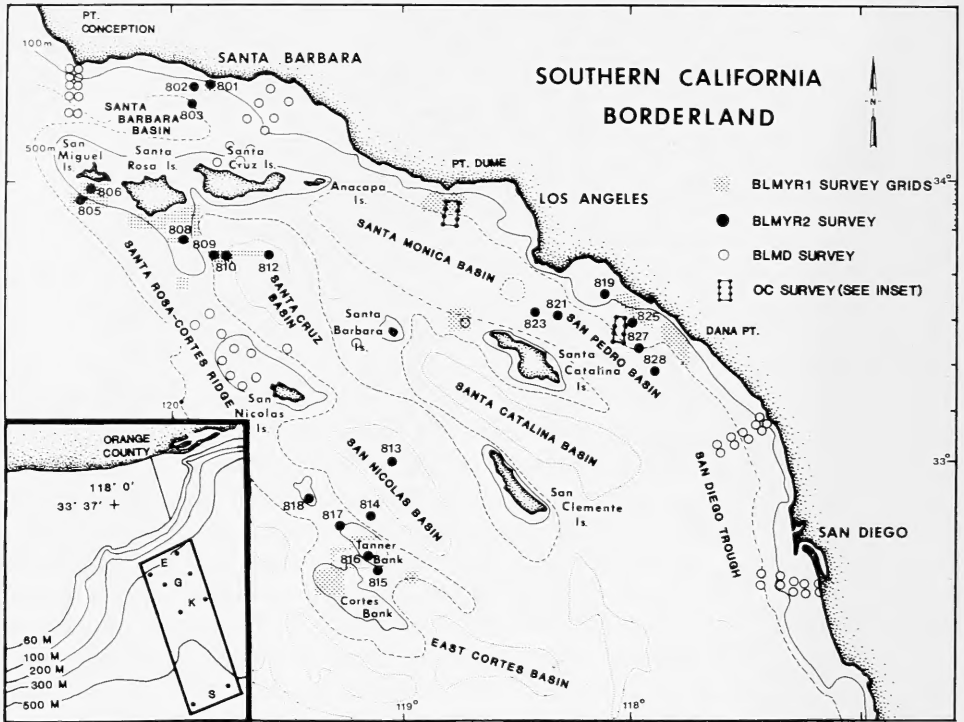 PT.
CONCEPTION
100m
SANTA BARBARA
802
801
803
SANTA
BARBARA
BASIN
500m
San
Miguel
Is.
Santa
Rosa Is.
Santa
Cruz Is.
Anacapa
Is.
806
805
808
809
810
812
SANTA ROSA-CORTES RIDGE
SANTA CRUZ
BASIN
Santa
Barbara
Is.
San
Nicolas
Is.
120°
PT. DUME
LOS ANGELES
SANTA MONICA BASIN
819
821
823
825
827
828
SAN PEDRO
BASIN
DANA PT.
Santa
Catalina
Is.
SANTA CATALINA BASIN
813
SAN NICOLAS BASIN
818
817
814
816
Tanner
Bank
815
Cortes
Bank
San
Clemente
Is.
EAST CORTES BASIN
SAN DIEGO TROUGH
SAN DIEGO
SOUTHERN CALIFORNIA
BORDERLAND
N
BLMYR1 SURVEY GRIDS
BLMYR2 SURVEY
BLMD SURVEY
OC SURVEY (SEE INSET)
34°
33°
119°
118°
ORANGE
COUNTY
118° 0'
33° 37' +
E
G
K
S
60 M
100 M
200 M
300 M
500 M